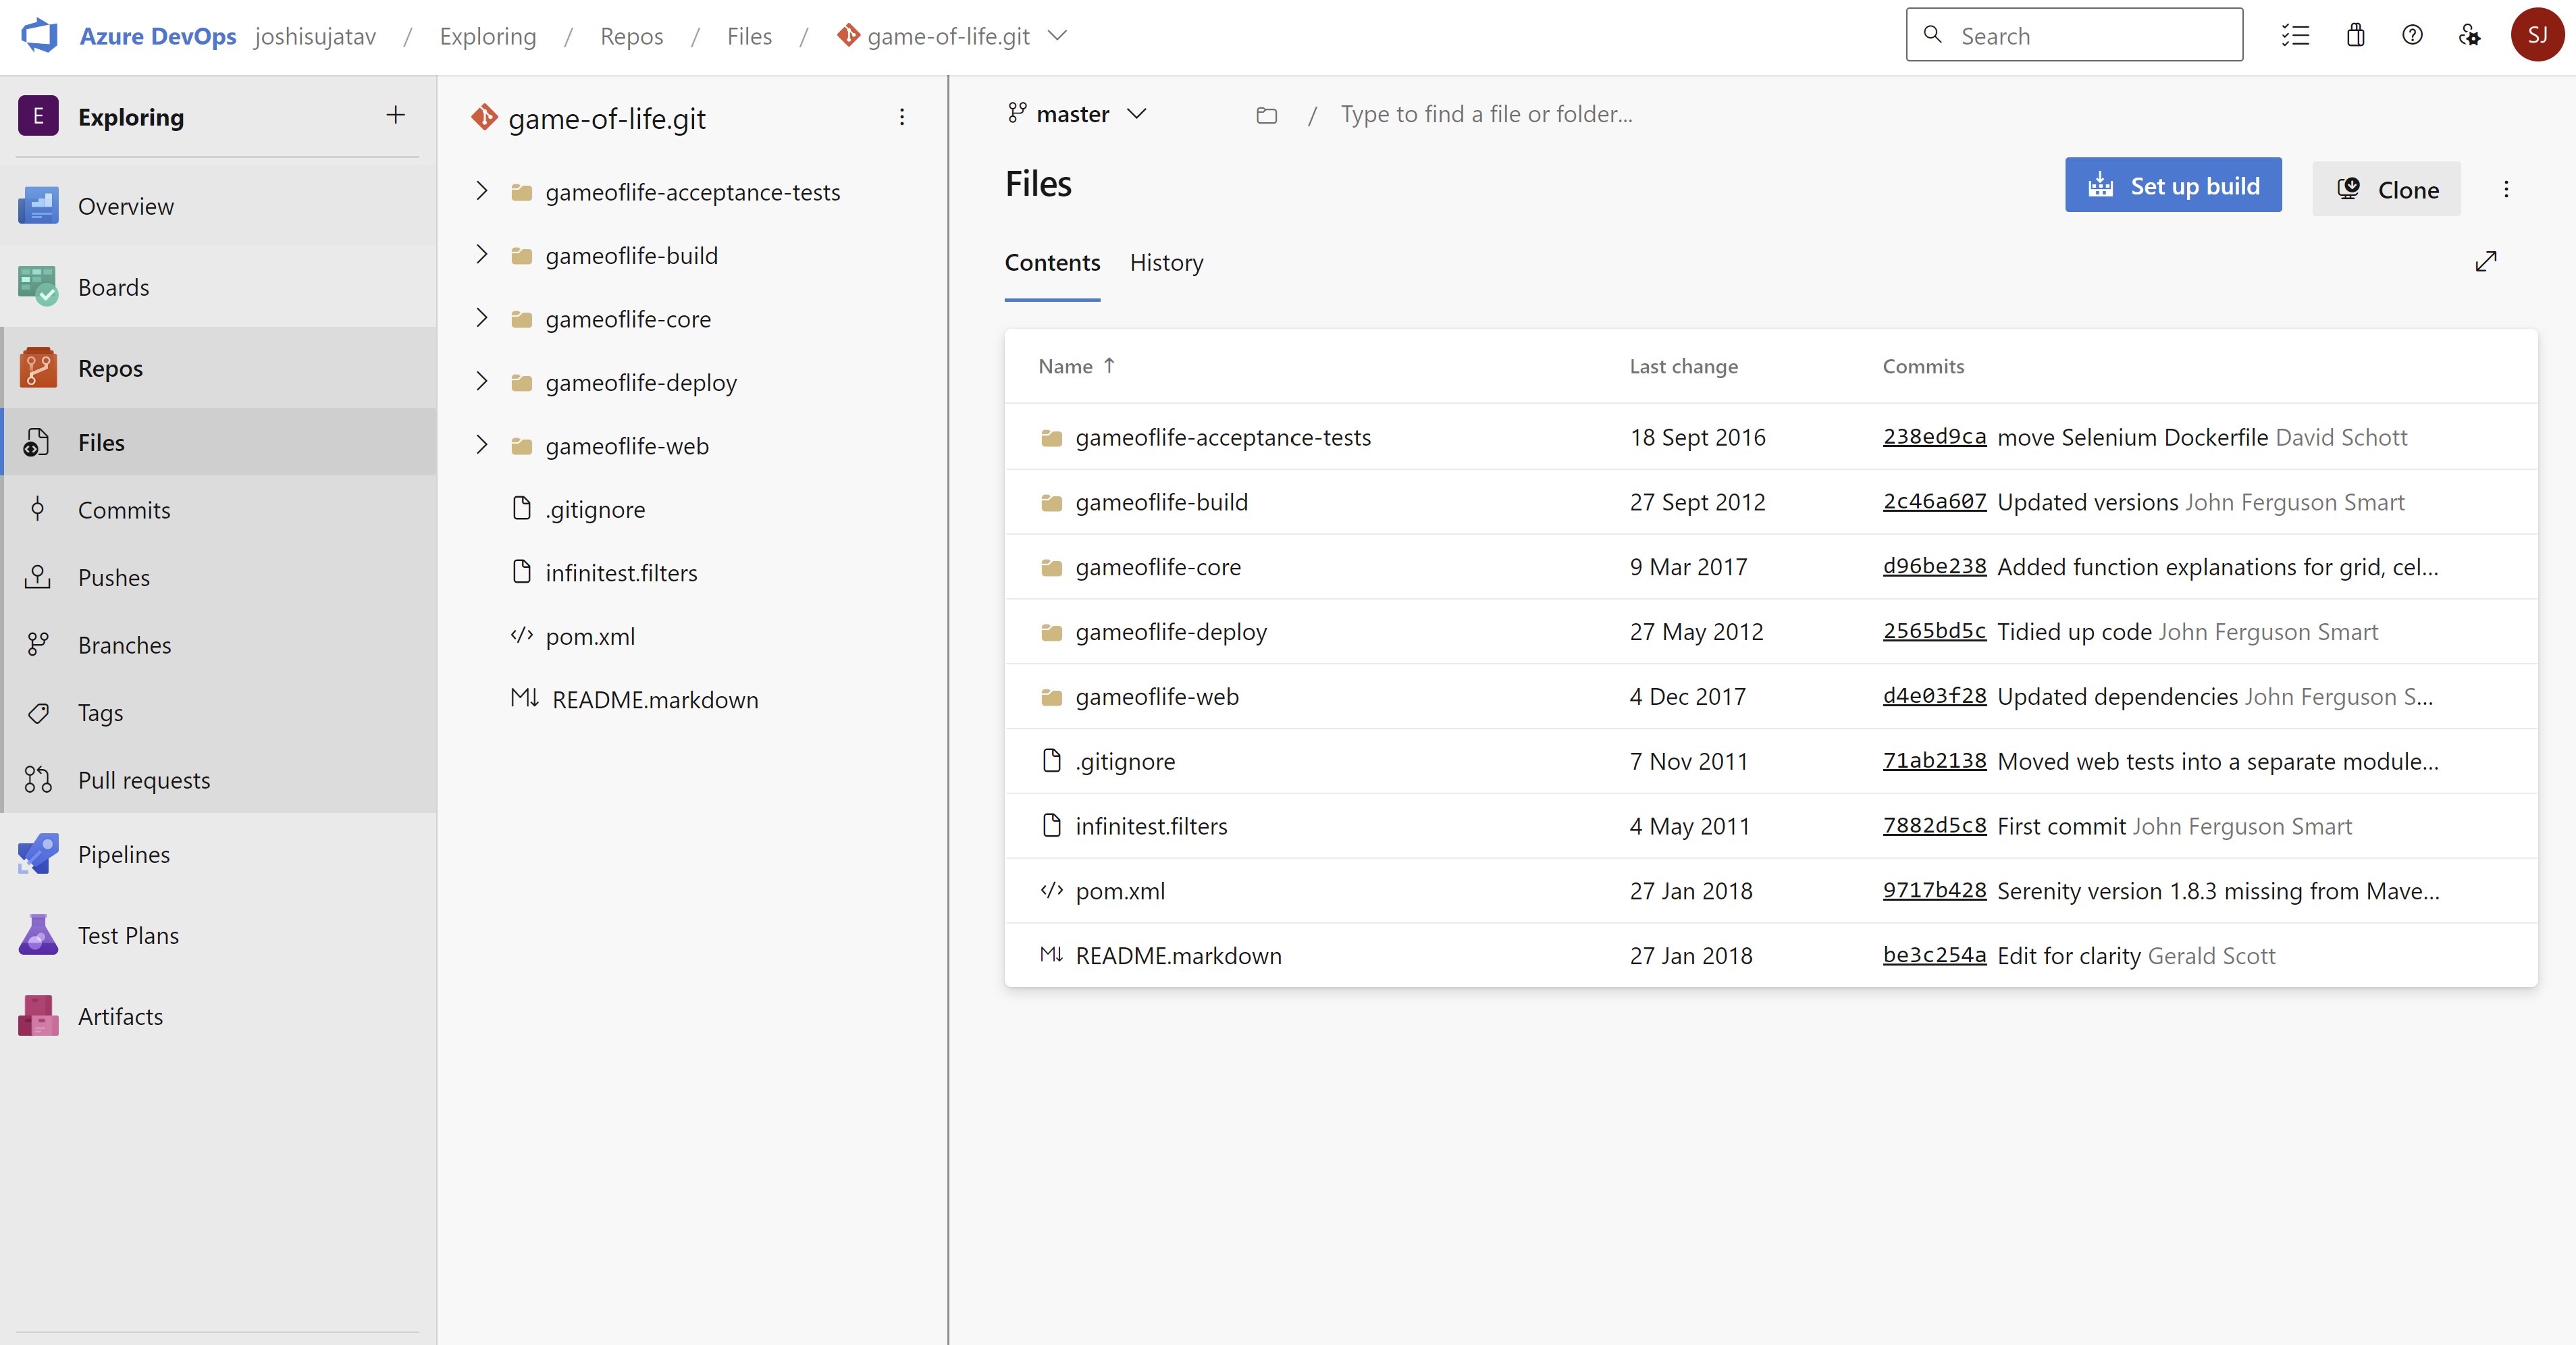 Azure DevOps joshisujatav / Exploring / Repos / Files / game-of-life.git
Search
SJ
E Exploring
Overview
Boards
Repos
Files
Commits
Pushes
Branches
Tags
Pull requests
Pipelines
Test Plans
Artifacts
game-of-life.git
gameoflife-acceptance-tests
gameoflife-build
gameoflife-core
gameoflife-deploy
gameoflife-web
.gitignore
infinitest.filters
pom.xml
README.markdown
master / Type to find a file or folder...
Files
Set up build
Clone
Contents History
Name Last change Commits
gameoflife-acceptance-tests 18 Sept 2016 238ed9ca move Selenium Dockerfile David Schott
gameoflife-build 27 Sept 2012 2c46a607 Updated versions John Ferguson Smart
gameoflife-core 9 Mar 2017 d96be238 Added function explanations for grid, cel...
gameoflife-deploy 27 May 2012 2565bd5c Tidied up code John Ferguson Smart
gameoflife-web 4 Dec 2017 d4e03f28 Updated dependencies John Ferguson S...
.gitignore 7 Nov 2011 71ab2138 Moved web tests into a separate module...
infinitest.filters 4 May 2011 7882d5c8 First commit John Ferguson Smart
pom.xml 27 Jan 2018 9717b428 Serenity version 1.8.3 missing from Mave...
README.markdown 27 Jan 2018 be3c254a Edit for clarity Gerald Scott